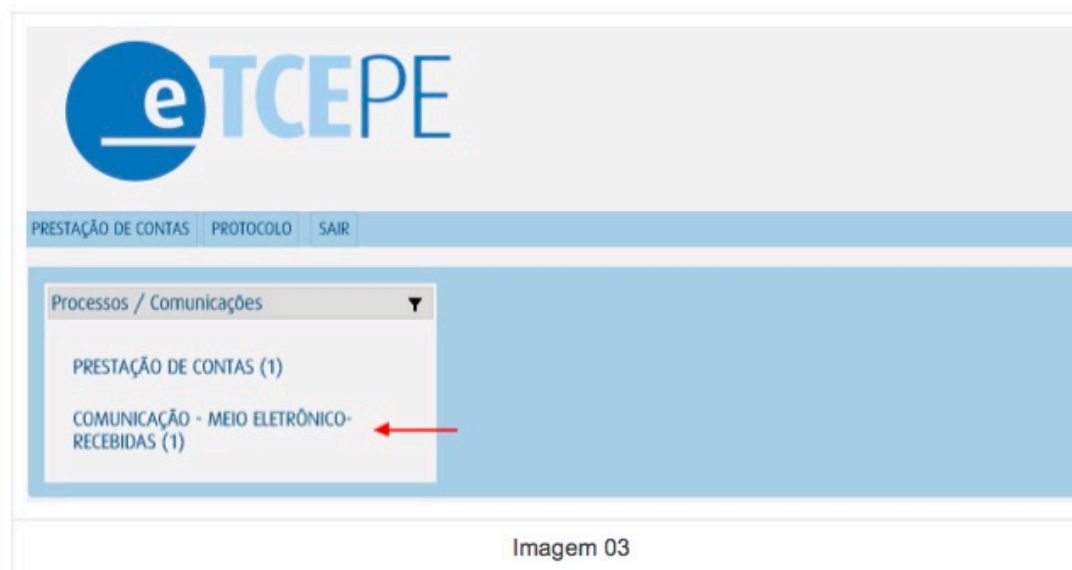 eTCEPE
PRESTAÇÃO DE CONTAS PROTOCOLO SAIR
Processos / Comunicações
PRESTAÇÃO DE CONTAS (1)
COMUNICAÇÃO - MEIO ELETRÔNICO-
RECEBIDAS (1)
Imagem 03